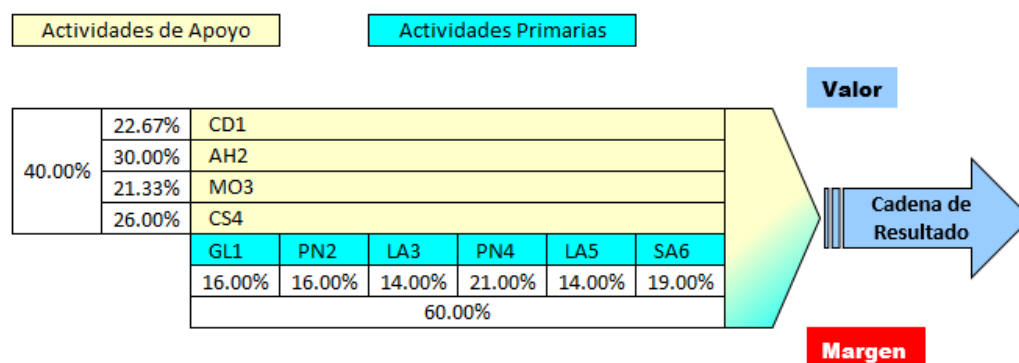 Actividades de Apoyo
Actividades Primarias
Valor
40.00%
22.67% CD1
30.00% AH2
21.33% MO3
26.00% CS4
GL1 PN2 LA3 PN4 LA5 SA6
16.00% 16.00% 14.00% 21.00% 14.00% 19.00%
60.00%
Cadena de
Resultado
Margen